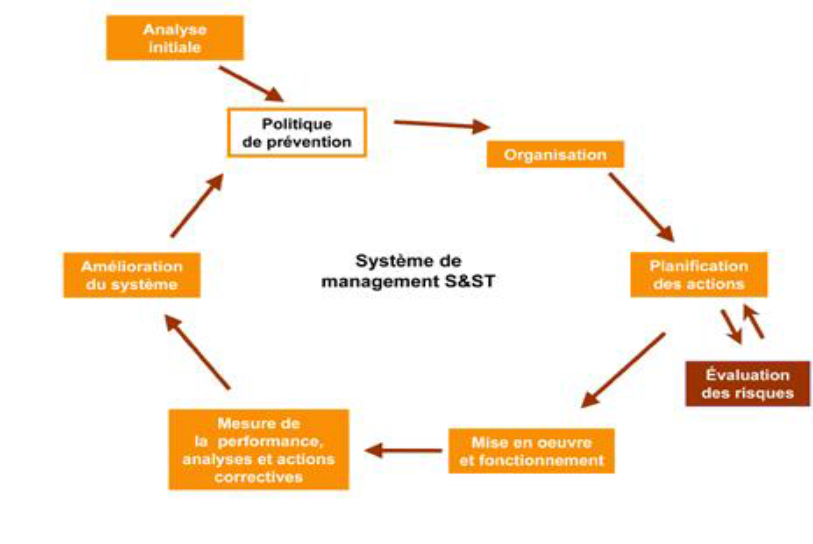 Analyse
initiale
Politique
de prévention
Organisation
Planification
des actions
Évaluation
des risques
Mise en oeuvre
et fonctionnement
Mesure de
la performance,
analyses et actions
correctives
Amélioration
du système
Système de
management S&ST